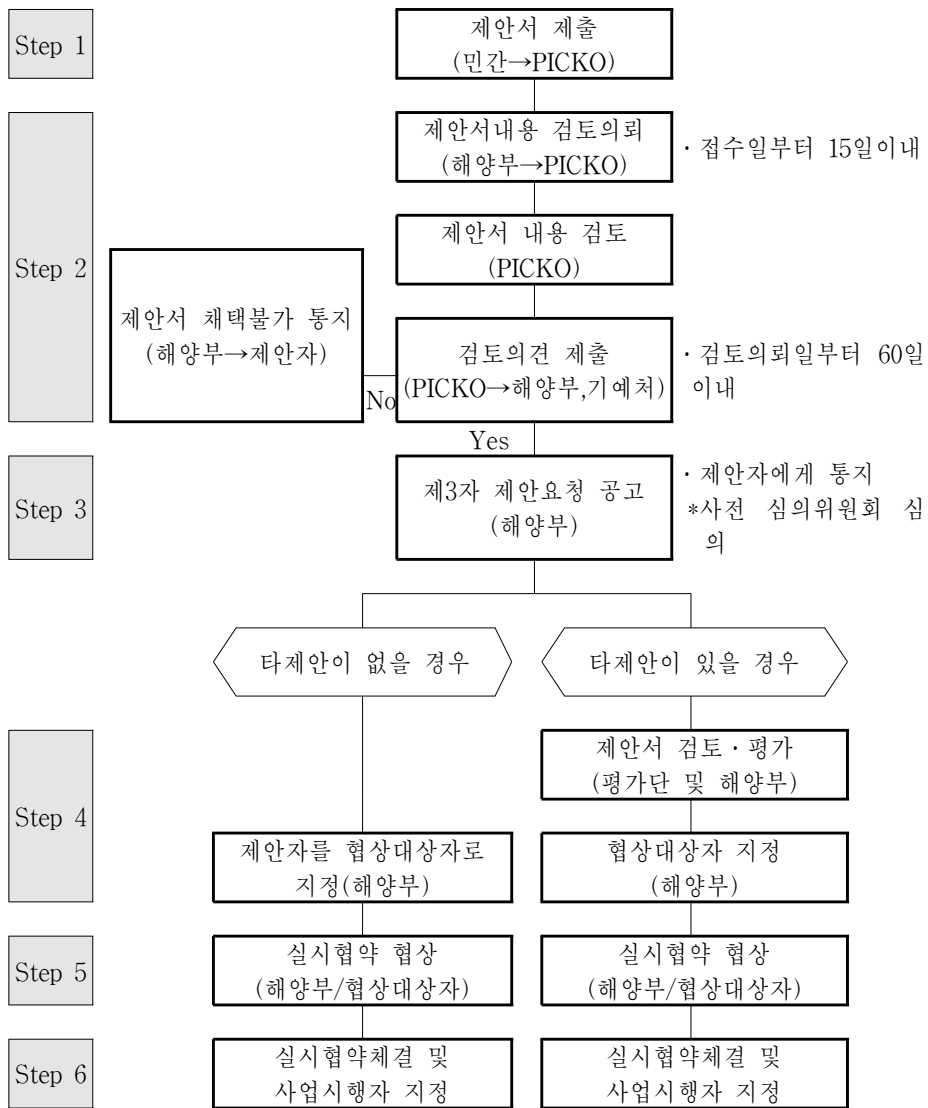 Step 1
제안서 제출
(민간→PICKO)
Step 2
제안서내용 검토의뢰
(해양부→PICKO)
· 접수일부터 15일이내
제안서 내용 검토
(PICKO)
제안서 채택불가 통지
(해양부→제안자)
No
검토의견 제출
(PICKO→해양부,기예처)
· 검토의뢰일부터 60일
이내
Yes
Step 3
제3자 제안요청 공고
(해양부)
· 제안자에게 통지
*사전 심의위원회 심
의
타제안이 없을 경우
타제안이 있을 경우
Step 4
제안서 검토·평가
(평가단 및 해양부)
제안자를 협상대상자로
지정(해양부)
협상대상자 지정
(해양부)
Step 5
실시협약 협상
(해양부/협상대상자)
실시협약 협상
(해양부/협상대상자)
Step 6
실시협약체결 및
사업시행자 지정
실시협약체결 및
사업시행자 지정